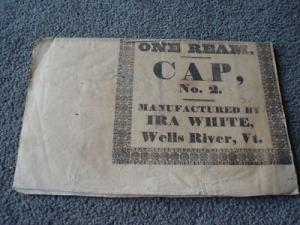 ONE REAM.
CAP,
No. 2.
MANUFACTURED BY
IRA WHITE,
Wells River, Vt.